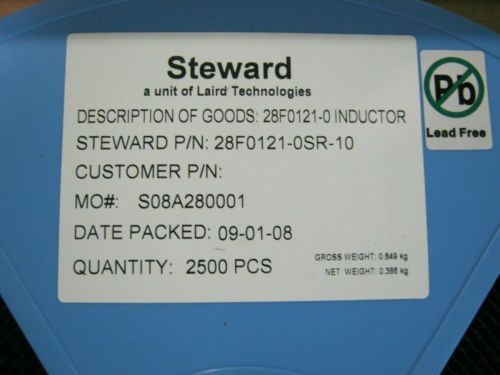 Steward
a unit of Laird Technologies
DESCRIPTION OF GOODS: 28F0121-0 INDUCTOR
STEWARD P/N: 28F0121-0SR-10
CUSTOMER P/N:
MO#: S08A280001
DATE PACKED: 09-01-08
QUANTITY: 2500 PCS
GROSS WEIGHT: 0.849 kg
NET WEIGHT: 0.386 kg
Pb
Lead Free